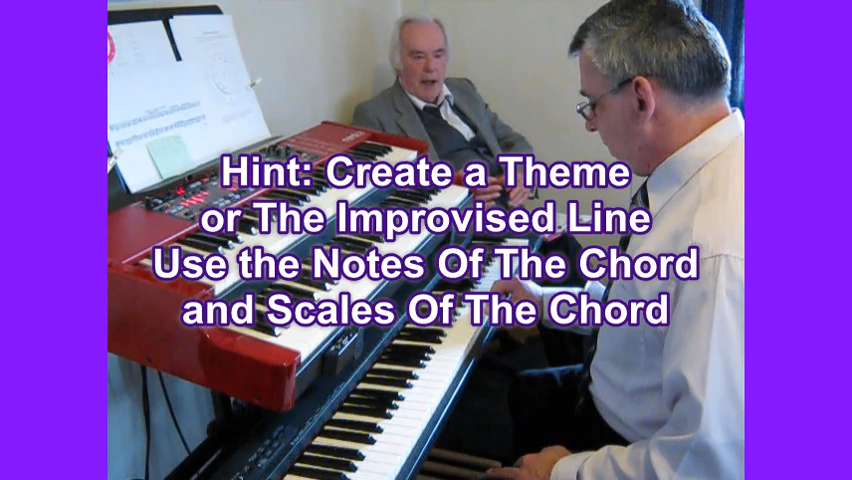 Hint: Create a Theme
or The Improvised Line
Use the Notes Of The Chord
and Scales Of The Chord